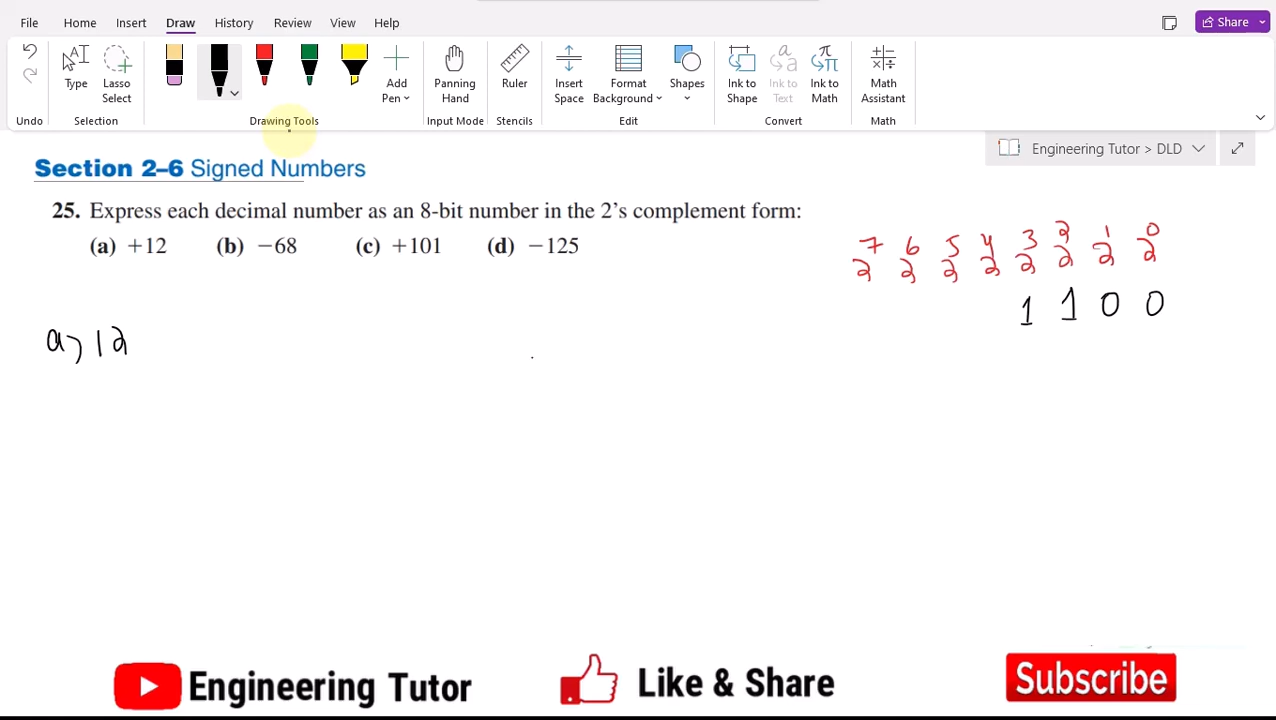 File Home Insert Draw History Review View Help Share
Type Lasso Select Add Pen Panning Hand Ruler Insert Space Format Background Shapes Ink to Shape Ink to Text Ink to Math Math Assistant
Undo Selection Drawing Tools Input Mode Stencils Edit Convert Math
Engineering Tutor > DLD
Section 2–6 Signed Numbers
25. Express each decimal number as an 8-bit number in the 2's complement form:
(a) +12 (b) −68 (c) +101 (d) −125
7 6 5 4 3 2 1 0
2 2 2 2 2 2 2 2
1 1 0 0
a) 12
Engineering Tutor Like & Share Subscribe